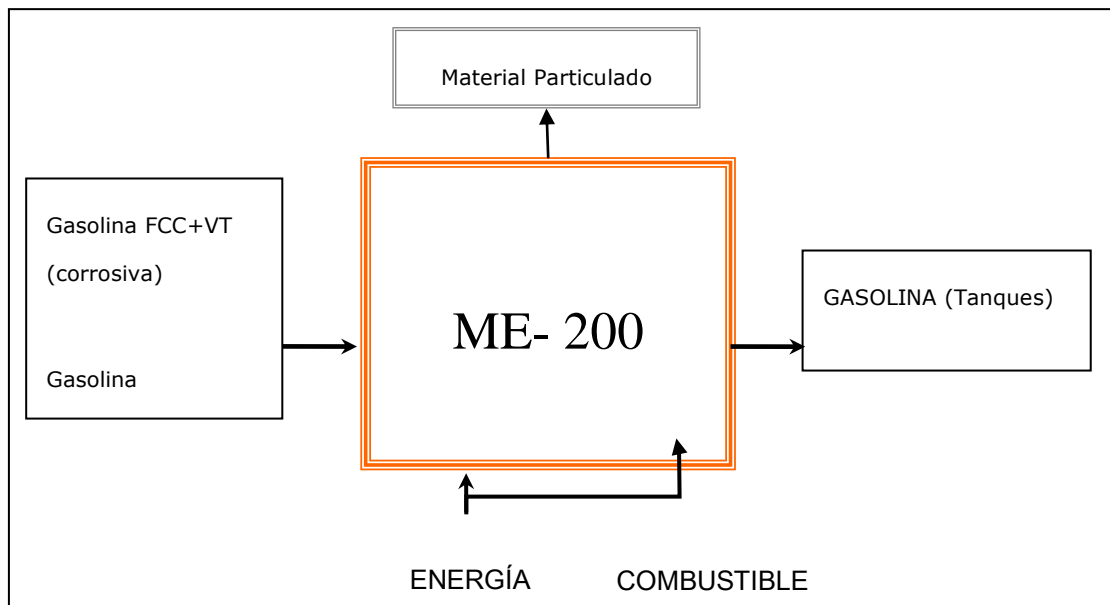 Material Particulado
Gasolina FCC+VT
(corrosiva)
Gasolina
ME- 200
GASOLINA (Tanques)
ENERGÍA
COMBUSTIBLE